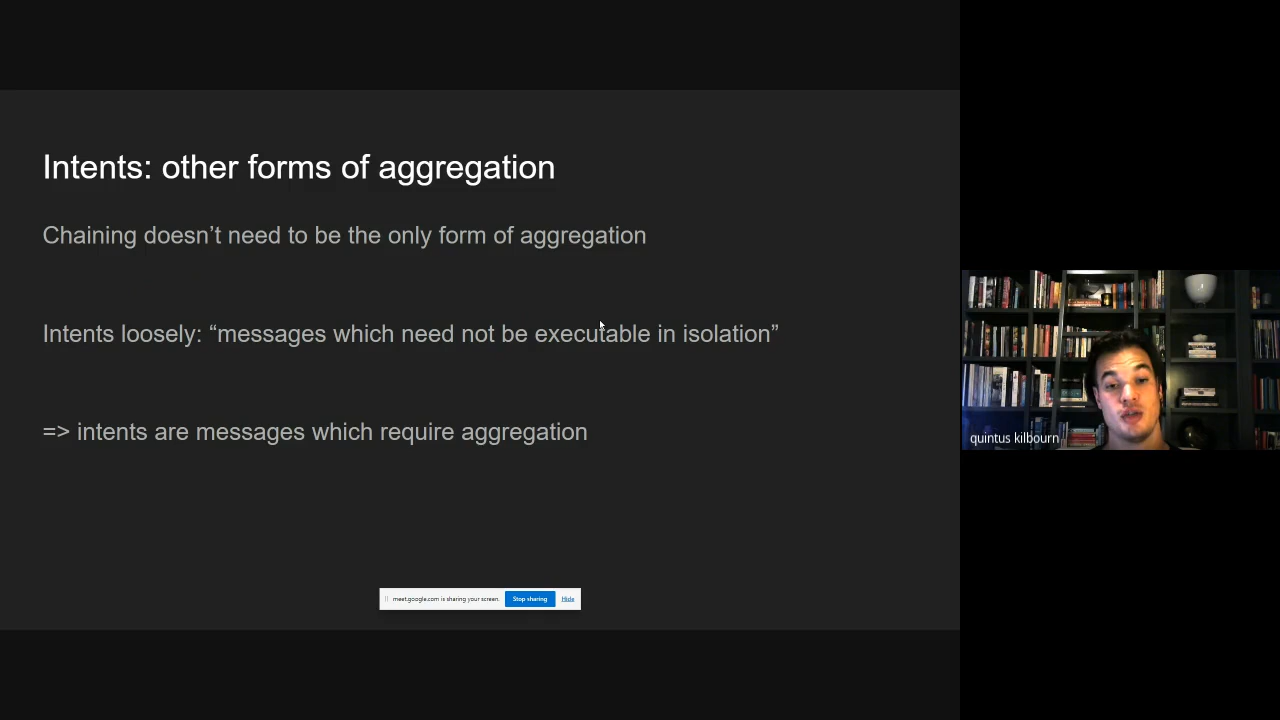 Intents: other forms of aggregation
Chaining doesn’t need to be the only form of aggregation
Intents loosely: “messages which need not be executable in isolation”
=> intents are messages which require aggregation
quintus kilbourn
meet.google.com is sharing your screen. Stop sharing Hide